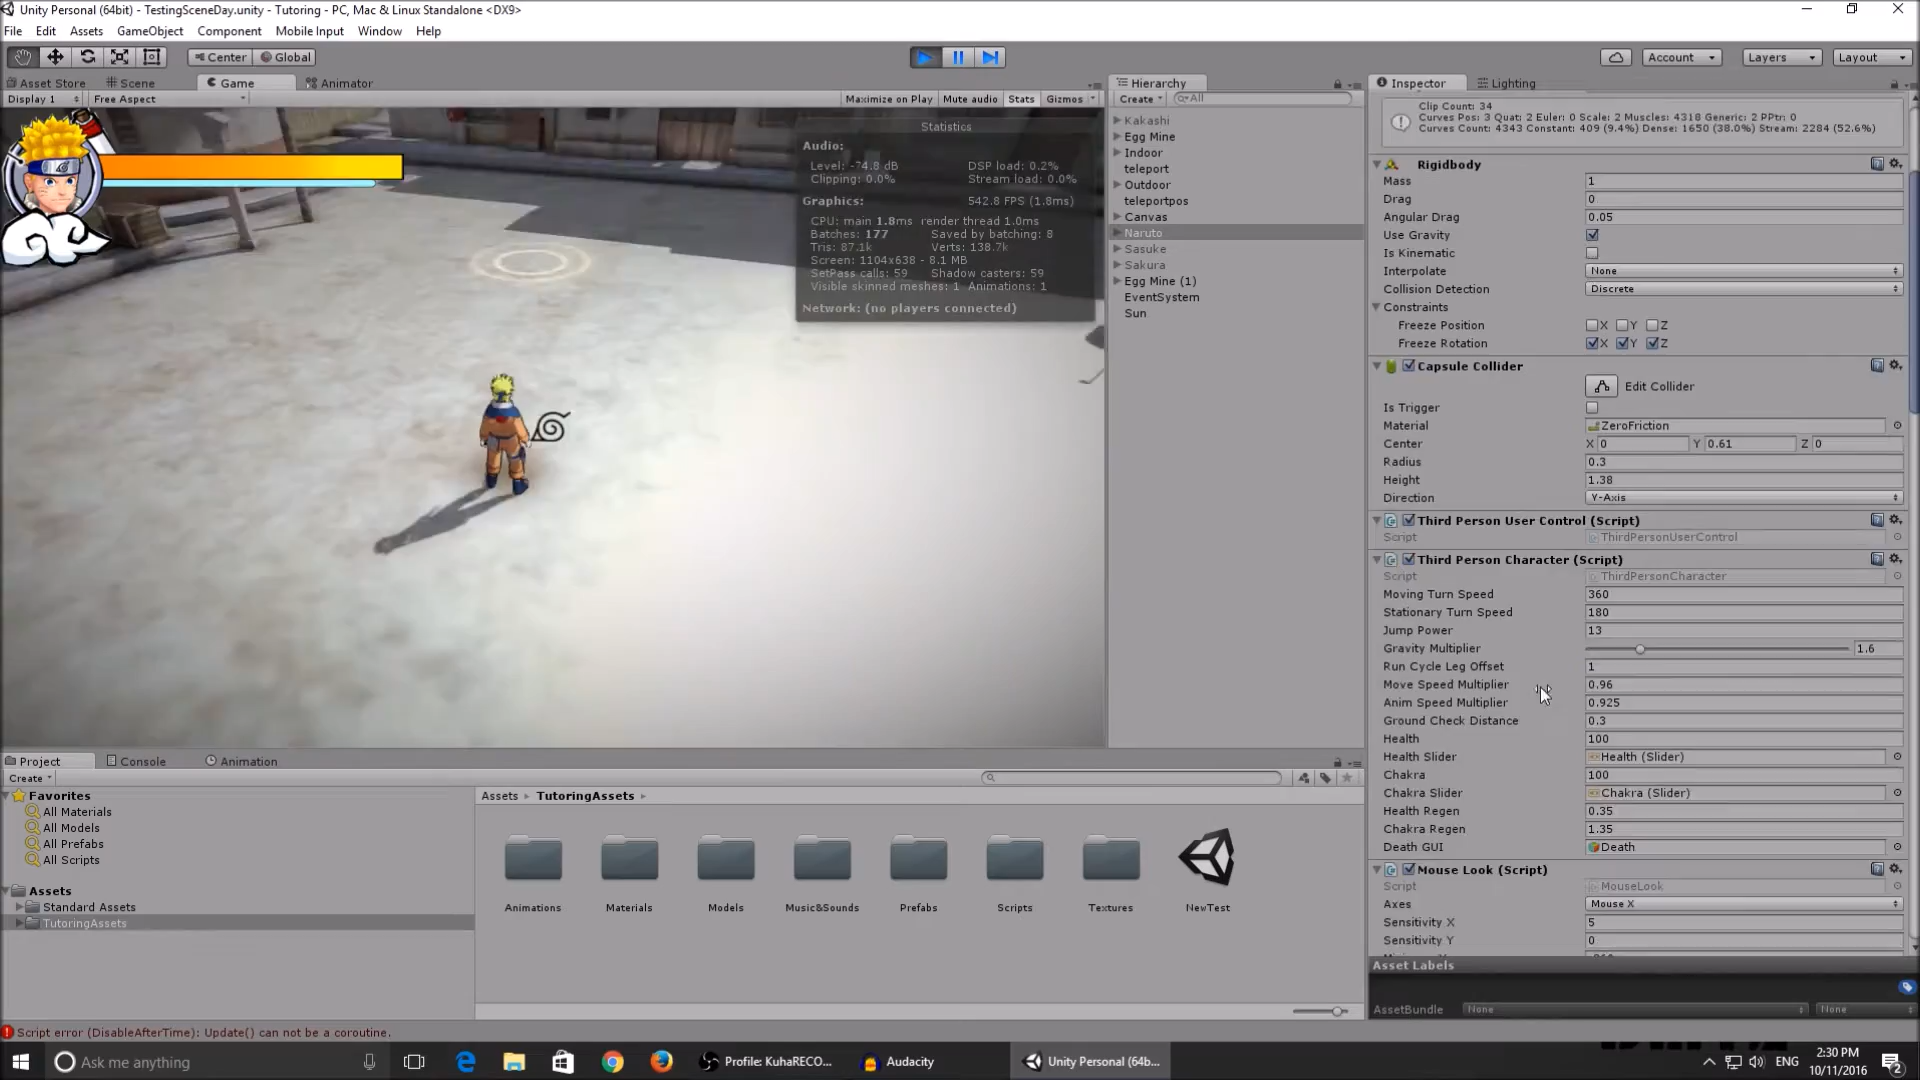 Unity Personal (64bit) - TestingSceneDay.unity - Tutoring - PC, Mac & Linux Standalone <DX9>
File Edit Assets GameObject Component Mobile Input Window Help
Center Global Account Layers Layout
Asset Store Scene Game Animator
Display 1 Free Aspect Maximize on Play Mute audio Stats Gizmos
Statistics
Audio:
Level: -74.8 dB DSP load: 0.2%
Clipping: 0.0% Stream load: 0.0%
Graphics: 542.8 FPS (1.8ms)
CPU: main 1.8ms render thread 1.0ms
Batches: 177 Saved by batching: 8
Tris: 87.1k Verts: 138.7k
Screen: 1104x638 - 8.1 MB
SetPass calls: 59 Shadow casters: 59
Visible skinned meshes: 1 Animations: 1
Network: (no players connected)
Hierarchy
Create All
Kakashi
Egg Mine
Indoor
teleport
Outdoor
teleportpos
Canvas
Naruto
Sasuke
Sakura
Egg Mine (1)
EventSystem
Sun
Inspector Lighting
Clip Count: 34
Curves Pos: 3 Quat: 2 Euler: 0 Scale: 2 Muscles: 4318 Generic: 2 PPtr: 0
Curves Count: 4343 Constant: 409 (9.4%) Dense: 1650 (38.0%) Stream: 2284 (52.6%)
Rigidbody
Mass 1
Drag 0
Angular Drag 0.05
Use Gravity
Is Kinematic
Interpolate None
Collision Detection Discrete
Constraints
Freeze Position X Y Z
Freeze Rotation X Y Z
Capsule Collider
Edit Collider
Is Trigger
Material ZeroFriction
Center X 0 Y 0.61 Z 0
Radius 0.3
Height 1.38
Direction Y-Axis
Third Person User Control (Script)
Script ThirdPersonUserControl
Third Person Character (Script)
Script ThirdPersonCharacter
Moving Turn Speed 360
Stationary Turn Speed 180
Jump Power 13
Gravity Multiplier 1.6
Run Cycle Leg Offset 1
Move Speed Multiplier 0.96
Anim Speed Multiplier 0.925
Ground Check Distance 0.3
Health 100
Health Slider Health (Slider)
Chakra 100
Chakra Slider Chakra (Slider)
Health Regen 0.35
Chakra Regen 1.35
Death GUI Death
Mouse Look (Script)
Script MouseLook
Axes Mouse X
Sensitivity X 5
Sensitivity Y 0
Asset Labels
AssetBundle None None
Project Console Animation
Create
Favorites
All Materials
All Models
All Prefabs
All Scripts
Assets
Standard Assets
TutoringAssets
Assets TutoringAssets
Animations Materials Models Music&Sounds Prefabs Scripts Textures NewTest
Script error (DisableAfterTime): Update() can not be a coroutine.
Ask me anything
Profile: KuhaRECO...
Audacity
Unity Personal (64b...
ENG
2:30 PM
10/11/2016
2